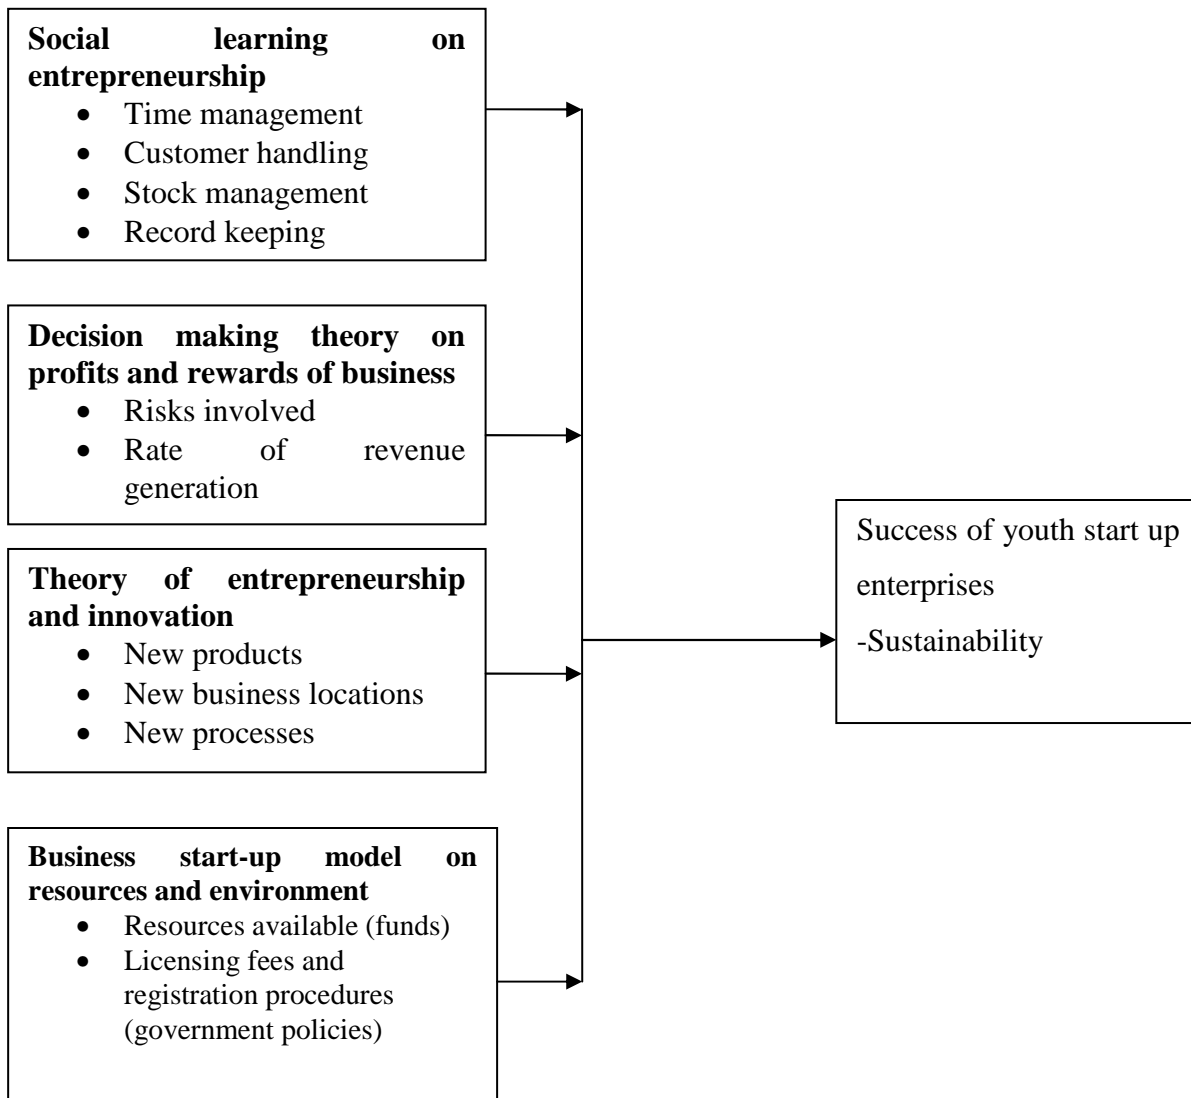 Social learning on
entrepreneurship
• Time management
• Customer handling
• Stock management
• Record keeping
Decision making theory on
profits and rewards of business
• Risks involved
• Rate of revenue
generation
Theory of entrepreneurship
and innovation
• New products
• New business locations
• New processes
Business start-up model on
resources and environment
• Resources available (funds)
• Licensing fees and
registration procedures
(government policies)
Success of youth start up
enterprises
-Sustainability